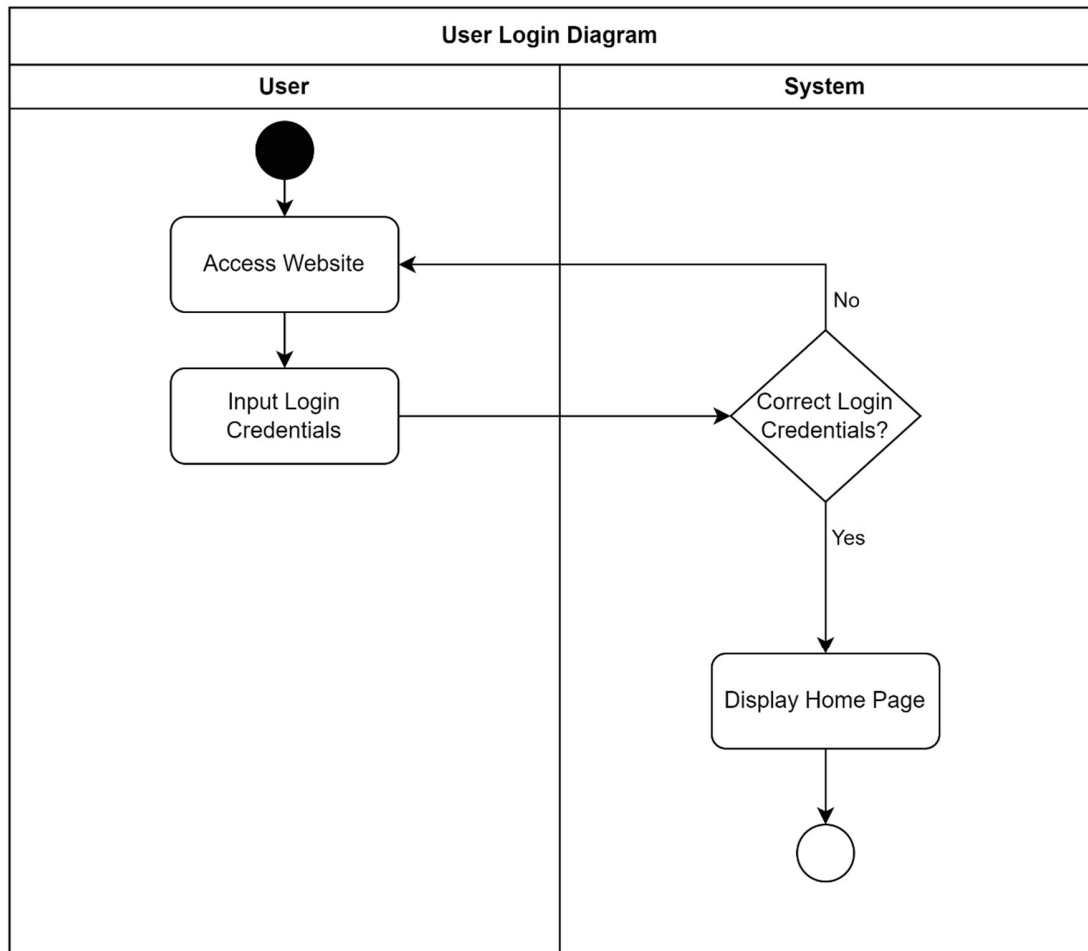 User Login Diagram
User
System
Access Website
No
Input Login
Credentials
Correct Login
Credentials?
Yes
Display Home Page